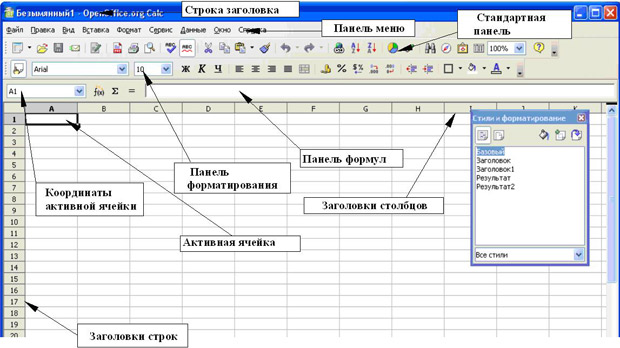 Безымянный1 - OpenOffice.org Calc
Строка заголовка
Файл Правка Вид Вставка Формат Сервис Данные Окно Справка
Панель меню
Стандартная
панель
ABC ABC 100%
Arial 10 Ж К Ч %
A1 f(x) Σ =
A B C D E F G H I J K
Стили и форматирование
Базовый
Заголовок
Заголовок1
Результат
Результат2
Все стили
1
2
3
4
5
6
7
8
9
10
11
12
13
14
15
16
17
18
19
20
Панель формул
Панель
форматирования
Координаты
активной ячейки
Заголовки столбцов
Активная ячейка
Заголовки строк